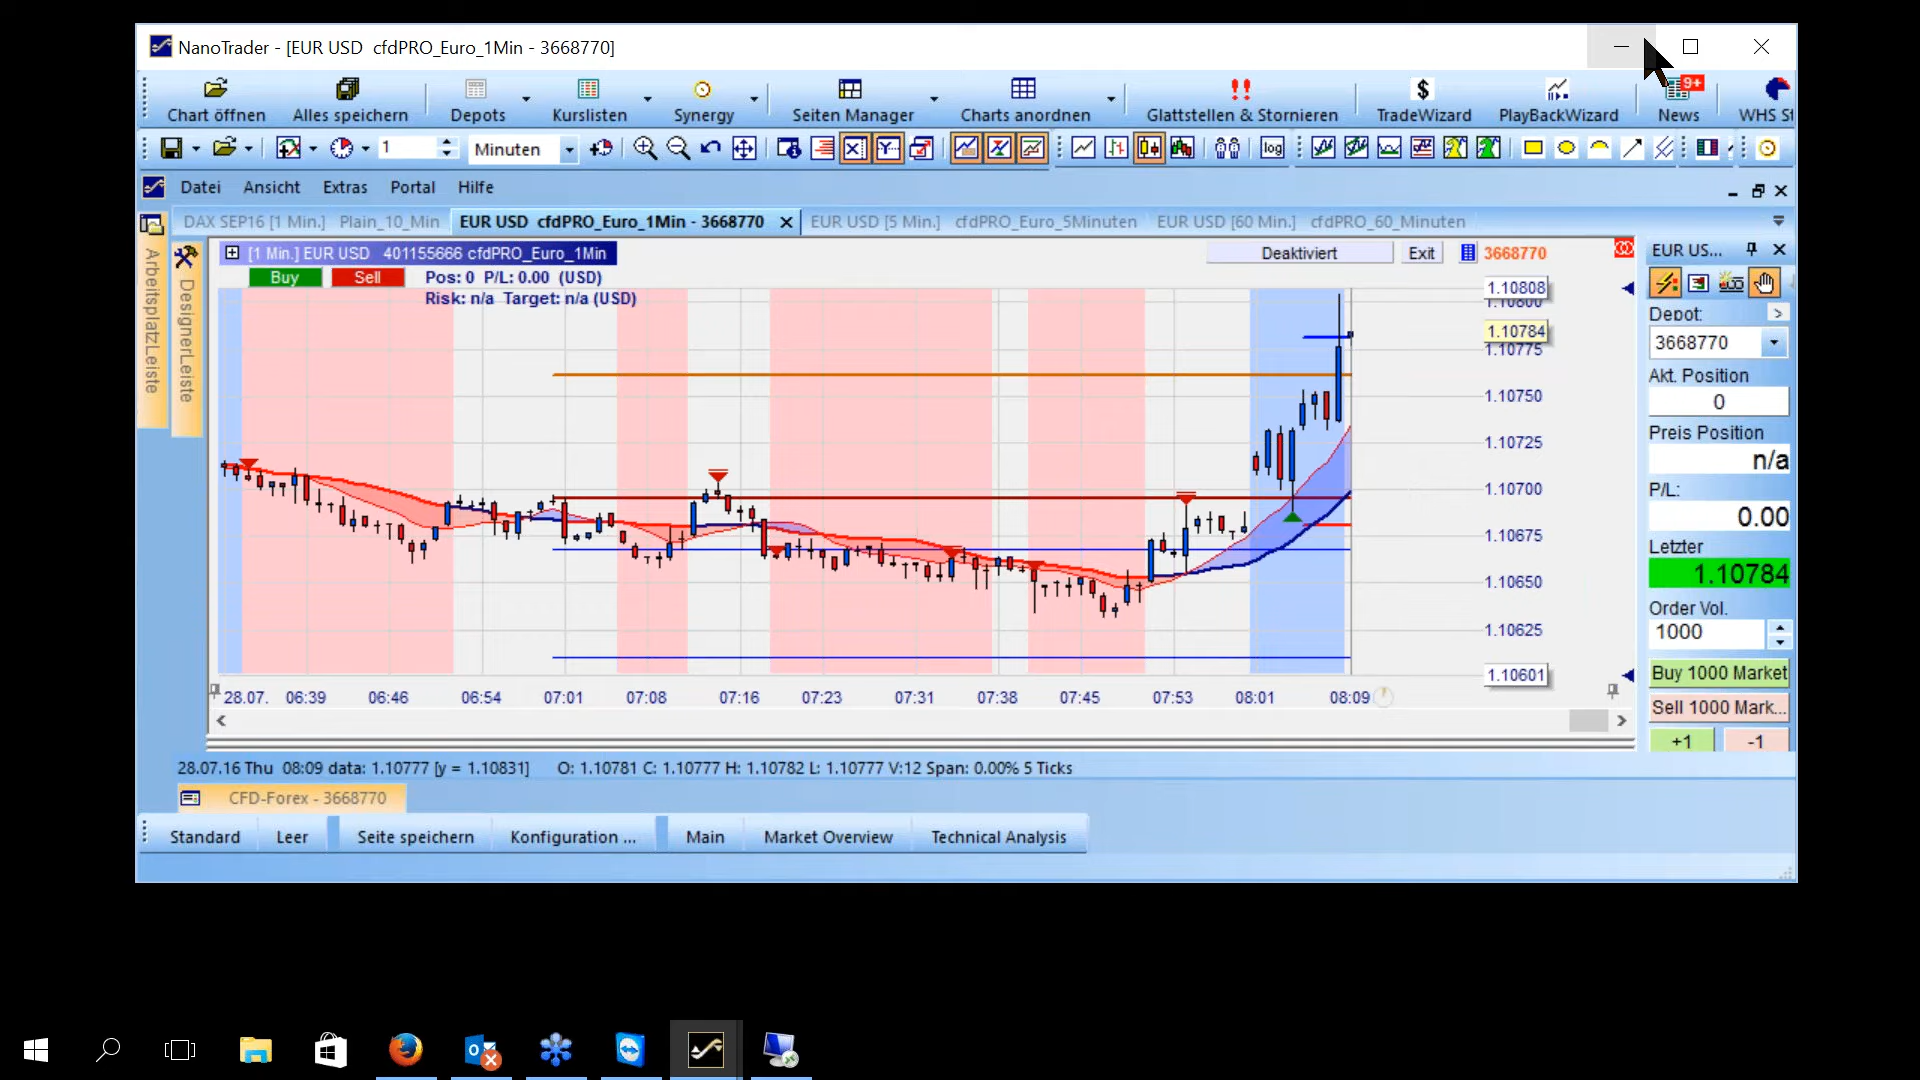 NanoTrader - [EUR USD  cfdPRO_Euro_1Min - 3668770]
Chart öffnen Alles speichern Depots Kurslisten Synergy Seiten Manager Charts anordnen Glattstellen & Stornieren TradeWizard PlayBackWizard 9+ News WHS St
1 Minuten log
Datei Ansicht Extras Portal Hilfe
DAX SEP16 [1 Min.] Plain_10_Min EUR USD cfdPRO_Euro_1Min - 3668770 EUR USD [5 Min.] cfdPRO_Euro_5Minuten EUR USD [60 Min.] cfdPRO_60_Minuten
ArbeitsplatzLeiste
DesignerLeiste
[1 Min.] EUR USD 401155666 cfdPRO_Euro_1Min Deaktiviert Exit 3668770
Buy Sell Pos: 0 P/L: 0.00 (USD)
Risk: n/a Target: n/a (USD)
1.10808
1.10800
1.10784
1.10775
1.10750
1.10725
1.10700
1.10675
1.10650
1.10625
1.10601
28.07. 06:39 06:46 06:54 07:01 07:08 07:16 07:23 07:31 07:38 07:45 07:53 08:01 08:09
EUR US...
Depot:
3668770
Akt. Position
0
Preis Position
n/a
P/L:
0.00
Letzter
1.10784
Order Vol.
1000
Buy 1000 Market
Sell 1000 Mark...
+1 -1
28.07.16 Thu 08:09 data: 1.10777 [y = 1.10831] O: 1.10781 C: 1.10777 H: 1.10782 L: 1.10777 V:12 Span: 0.00% 5 Ticks
CFD-Forex - 3668770
Standard Leer Seite speichern Konfiguration ... Main Market Overview Technical Analysis